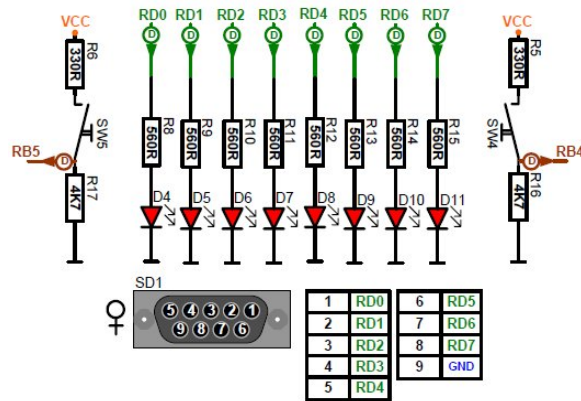 RD0 RD1 RD2 RD3 RD4 RD5 RD6 RD7
VCC VCC
D D D D D D D D
R6 330R R5 330R
SW5 R8 560R R9 560R R10 560R R11 560R R12 560R R13 560R R14 560R R15 560R SW4
RB5 D D RB4
R17 4K7 R16 4K7
D4 D5 D6 D7 D8 D9 D10 D11
SD1
5 4 3 2 1
9 8 7 6
1 RD0 6 RD5
2 RD1 7 RD6
3 RD2 8 RD7
4 RD3 9 GND
5 RD4